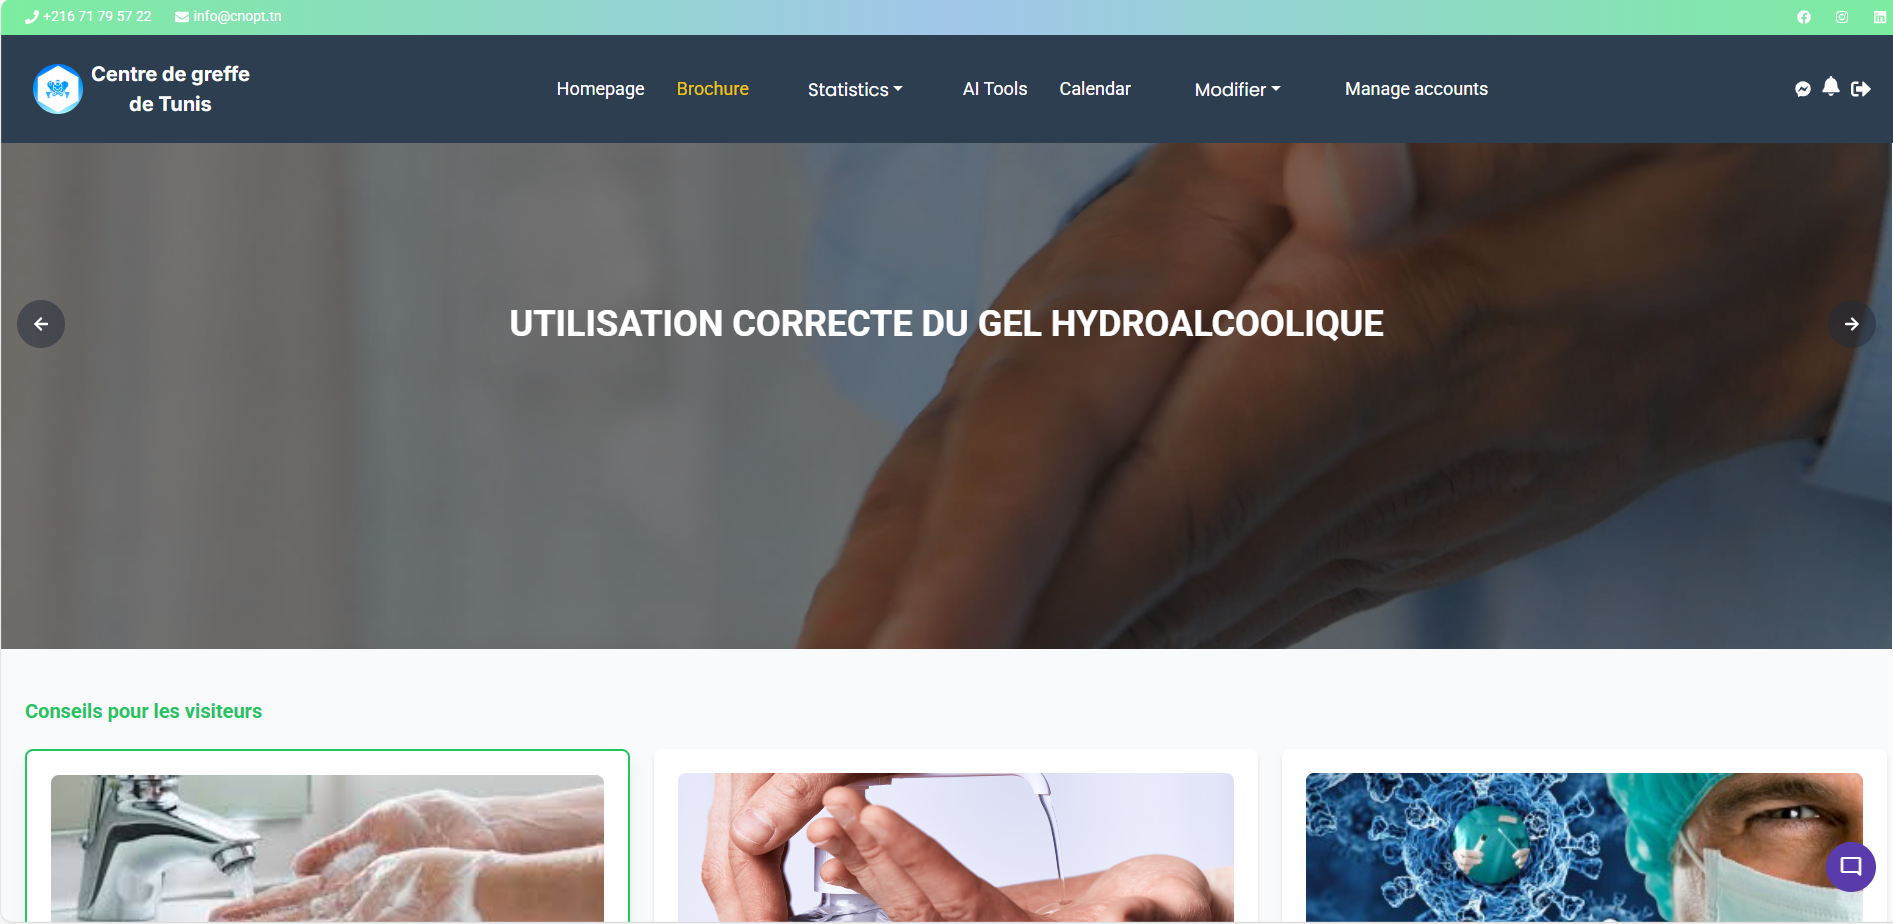 +216 71 79 57 22 info@cnopt.tn
Centre de greffe
de Tunis
Homepage Brochure Statistics AI Tools Calendar Modifier Manage accounts
UTILISATION CORRECTE DU GEL HYDROALCOOLIQUE
Conseils pour les visiteurs